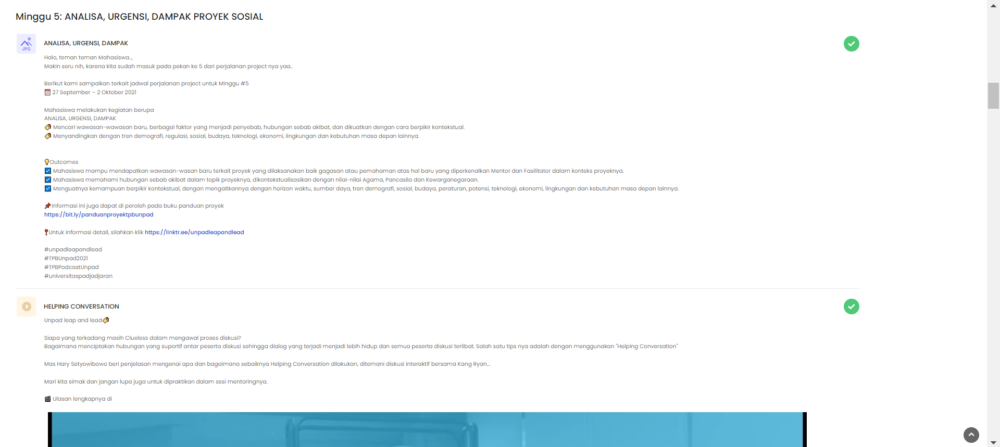 Minggu 5: ANALISA, URGENSI, DAMPAK PROYEK SOSIAL
JPG
ANALISA, URGENSI, DAMPAK
Halo, teman teman Mahasiswa..,
Makin seru nih, karena kita sudah masuk pada pekan ke 5 dari perjalanan project nya yaa..
Berikut kami sampaikan terkait jadwal perjalanan project untuk Minggu #5
27 September – 2 Oktober 2021
Mahasiswa melakukan kegiatan berupa
ANALISA, URGENSI, DAMPAK
Mencari wawasan-wawasan baru, berbagai faktor yang menjadi penyebab, hubungan sebab akibat, dan dikuatkan dengan cara berpikir kontekstual.
Menyandingkan dengan tren demografi, regulasi, sosial, budaya, teknologi, ekonomi, lingkungan dan kebutuhan masa depan lainnya.
Outcomes
Mahasiswa mampu mendapatkan wawasan-wasan baru terkait proyek yang dilaksanakan baik gagasan atau pemahaman atas hal baru yang diperkenalkan Mentor dan Fasilitator dalam konteks proyeknya.
Mahasiswa memahami hubungan sebab akibat dalam topik proyeknya, dikontekstualisasikan dengan nilai-nilai Agama, Pancasila dan Kewarganegaraan.
Menguatnya kemampuan berpikir kontekstual, dengan mengaitkannya dengan horizon waktu, sumber daya, tren demografi, sosial, budaya, peraturan, potensi, teknologi, ekonomi, lingkungan dan kebutuhan masa depan lainnya.
Informasi ini juga dapat di peroleh pada buku panduan proyek
https://bit.ly/panduanproyektpbunpad
Untuk informasi detail, silahkan klik https://linktr.ee/unpadleapandlead
#unpadleapandlead
#TPBUnpad2021
#TPBPodcastUnpad
#universitaspadjadjaran
HELPING CONVERSATION
Unpad leap and lead
Siapa yang terkadang masih Clueless dalam mengawal proses diskusi?
Bagaimana menciptakan hubungan yang suportif antar peserta diskusi sehingga dialog yang terjadi menjadi lebih hidup dan semua peserta diskusi terlibat. Salah satu tips nya adalah dengan menggunakan "Helping Conversation"
Mas Hary Setyowibowo beri penjelasan mengenai apa dan bagaimana sebaiknya Helping Conversation dilakukan, ditemani diskusi interaktif bersama Kang Ryan...
Mari kita simak dan jangan lupa juga untuk dipraktikan dalam sesi mentoringnya.
Ulasan lengkapnya di